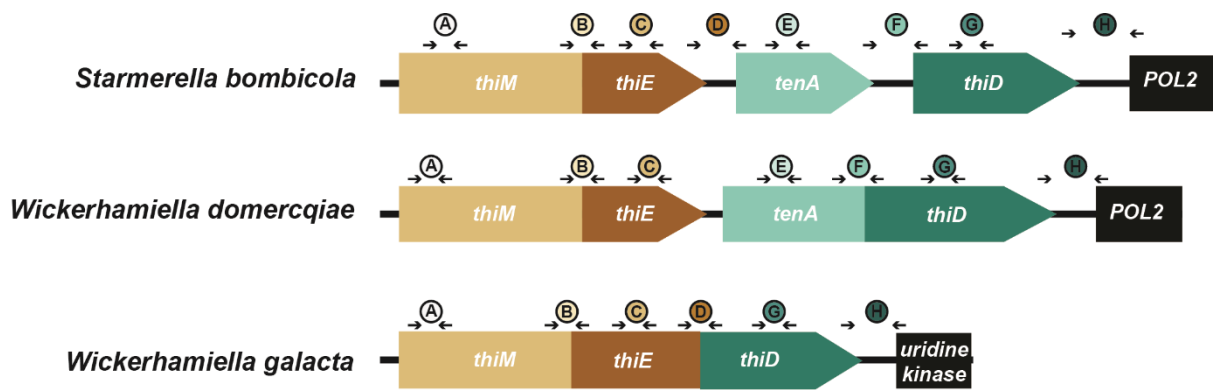 A B C D E F G H
Starmerella bombicola thiM thiE tenA thiD POL2
A B C E F G H
Wickerhamiella domercqiae thiM thiE tenA thiD POL2
A B C D G H
Wickerhamiella galacta thiM thiE thiD uridine
kinase